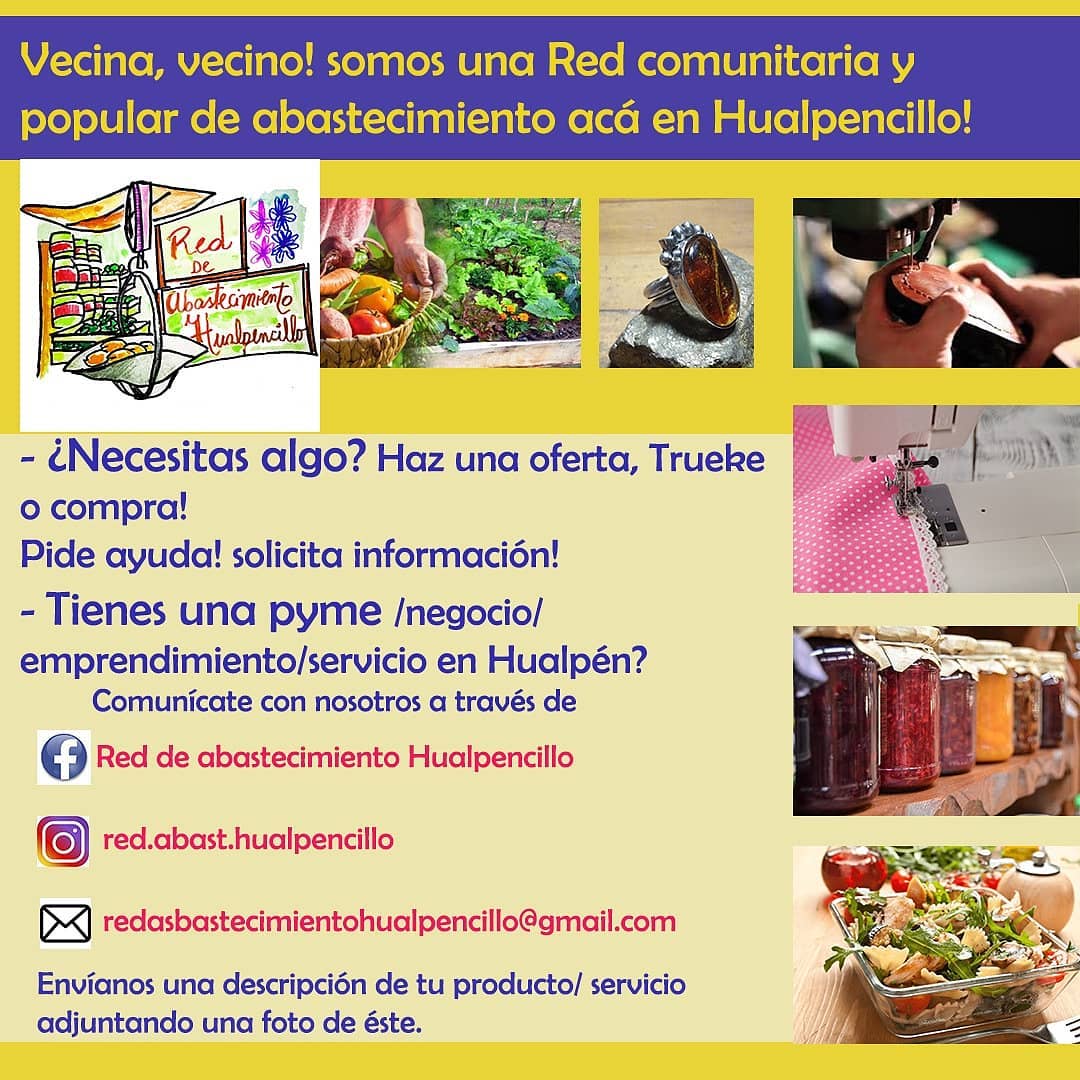 Vecina, vecino! somos una Red comunitaria y
popular de abastecimiento acá en Hualpencillo!
Red
DE
Abastecimiento
Hualpencillo
- ¿Necesitas algo? Haz una oferta, Trueke
o compra!
Pide ayuda! solicita información!
- Tienes una pyme /negocio/
emprendimiento/servicio en Hualpén?
Comunícate con nosotros a través de
Red de abastecimiento Hualpencillo
red.abast.hualpencillo
redasbastecimientohualpencillo@gmail.com
Envíanos una descripción de tu producto/ servicio
adjuntando una foto de éste.